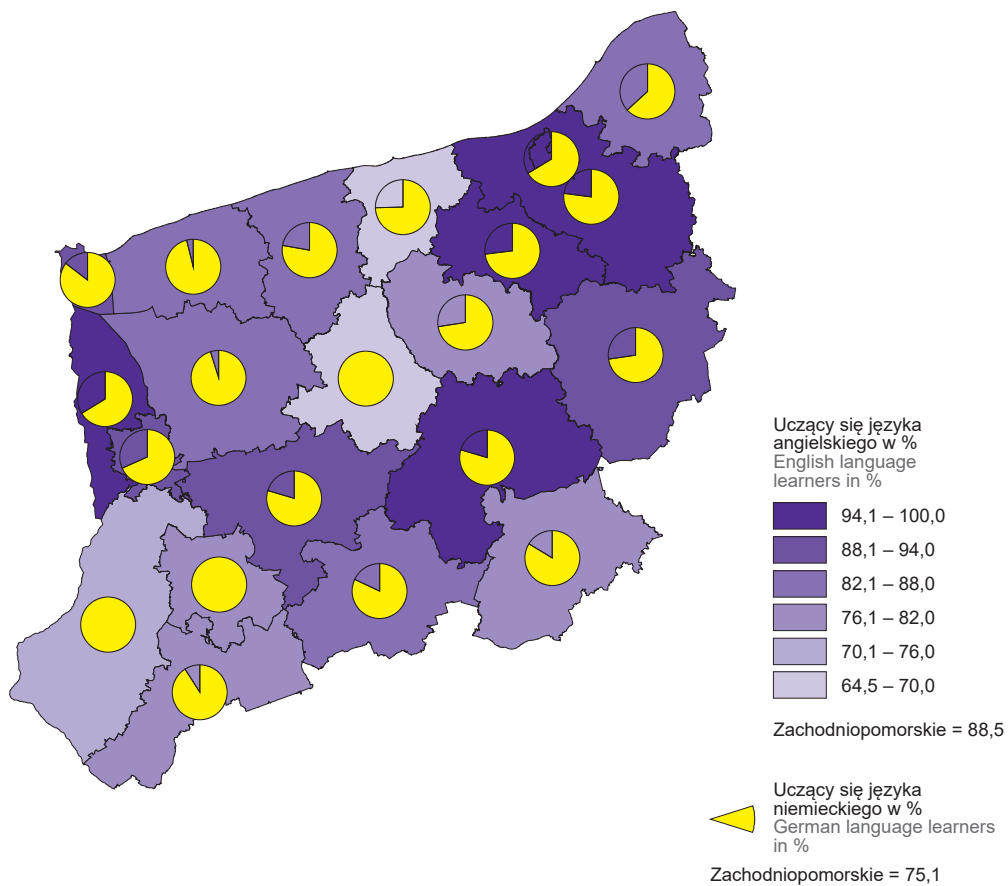 Uczący się języka
angielskiego w %
English language
learners in %
94,1 – 100,0
88,1 – 94,0
82,1 – 88,0
76,1 – 82,0
70,1 – 76,0
64,5 – 70,0
Zachodniopomorskie = 88,5
Uczący się języka
niemieckiego w %
German language learners
in %
Zachodniopomorskie = 75,1